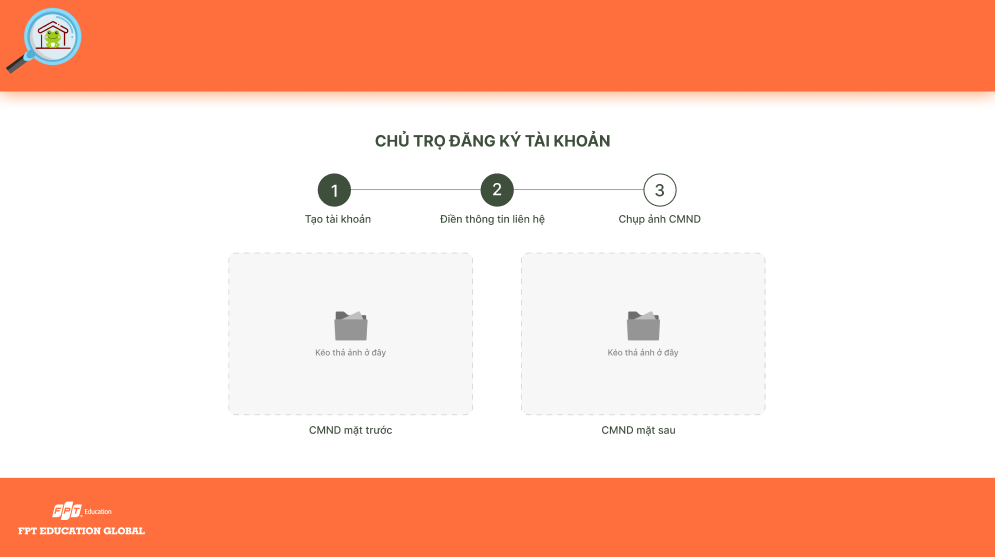 CHỦ TRỌ ĐĂNG KÝ TÀI KHOẢN
1
2
3
Tạo tài khoản
Điền thông tin liên hệ
Chụp ảnh CMND
Kéo thả ảnh ở đây
Kéo thả ảnh ở đây
CMND mặt trước
CMND mặt sau
FPT Education
FPT EDUCATION GLOBAL